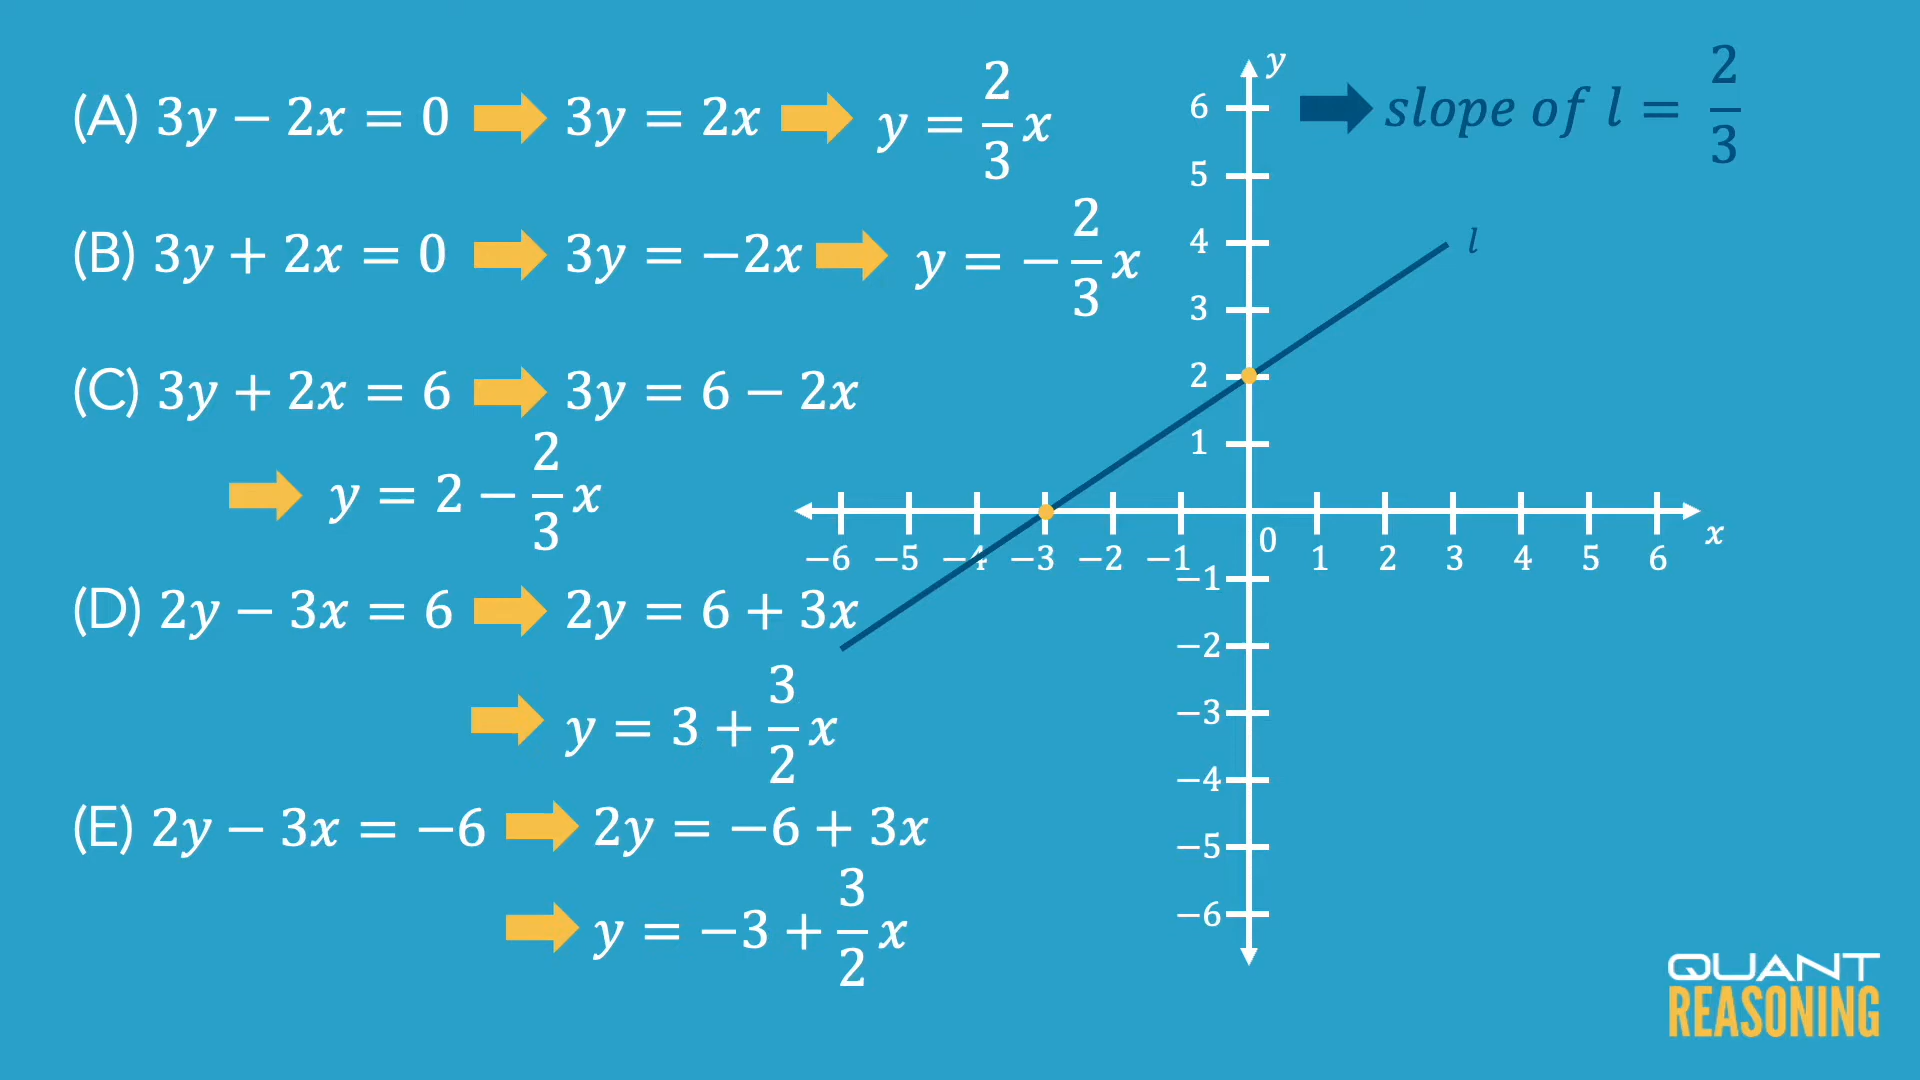 (A) 3y − 2x = 0 ➡ 3y = 2x ➡ y = 2/3 x
(B) 3y + 2x = 0 ➡ 3y = −2x ➡ y = − 2/3 x
(C) 3y + 2x = 6 ➡ 3y = 6 − 2x
➡ y = 2 − 2/3 x
(D) 2y − 3x = 6 ➡ 2y = 6 + 3x
➡ y = 3 + 3/2 x
(E) 2y − 3x = −6 ➡ 2y = −6 + 3x
➡ y = −3 + 3/2 x
y
➡ slope of l = 2/3
6
5
4
l
3
2
1
x
0
−6 −5 −4 −3 −2 −1 1 2 3 4 5 6
−1
−2
−3
−4
−5
−6
QUANT
REASONING